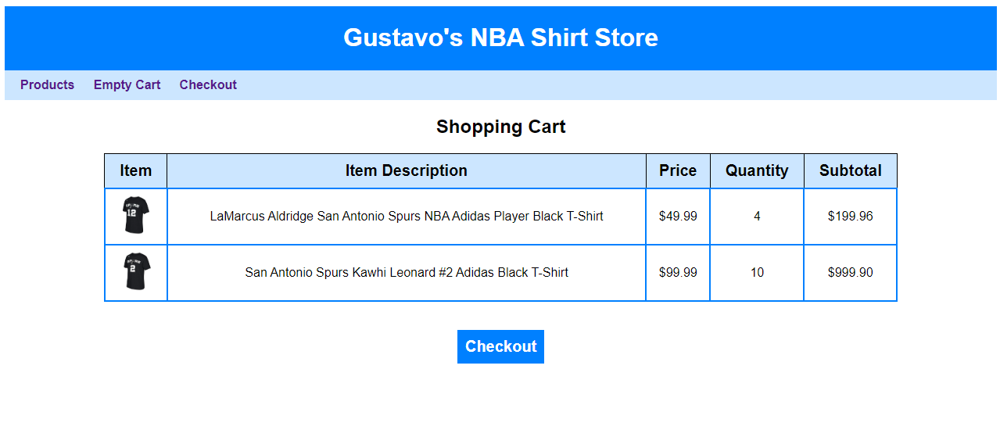 Gustavo's NBA Shirt Store
Products Empty Cart Checkout
Shopping Cart
Item Item Description Price Quantity Subtotal
12
LaMarcus Aldridge San Antonio Spurs NBA Adidas Player Black T-Shirt $49.99 4 $199.96
2
San Antonio Spurs Kawhi Leonard #2 Adidas Black T-Shirt $99.99 10 $999.90
Checkout